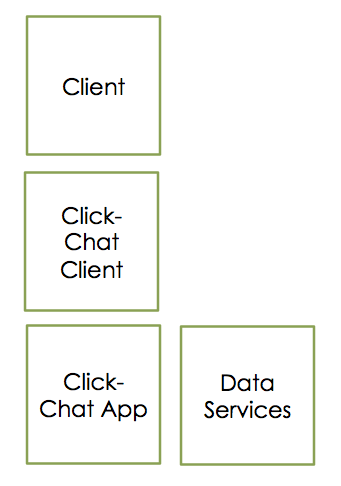 Client
Click-
Chat
Client
Click-
Chat App
Data
Services